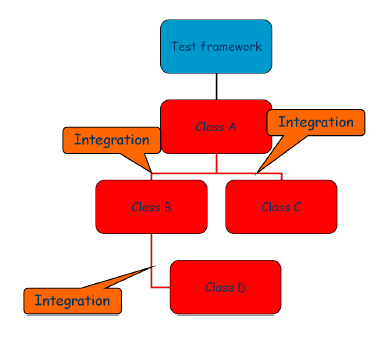 Test framework
Class A
Integration
Integration
Class B
Class C
Class D
Integration